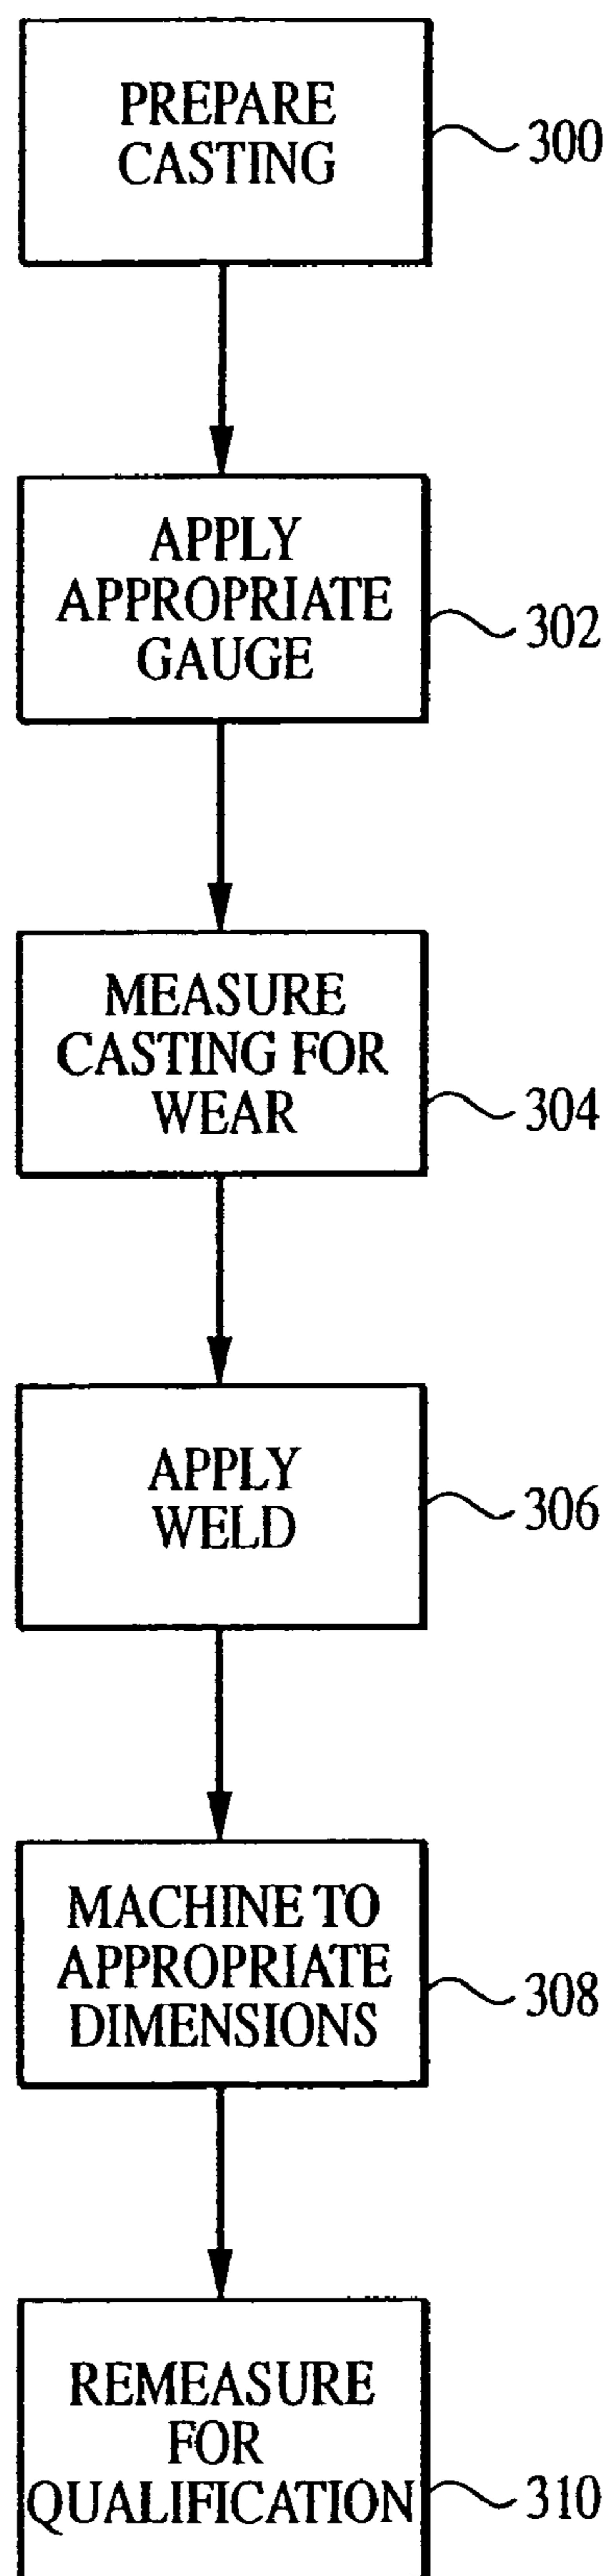 PREPARE
CASTING
300
APPLY
APPROPRIATE
GAUGE
302
MEASURE
CASTING FOR
WEAR
304
APPLY
WELD
306
MACHINE TO
APPROPRIATE
DIMENSIONS
308
REMEASURE
FOR
QUALIFICATION
310